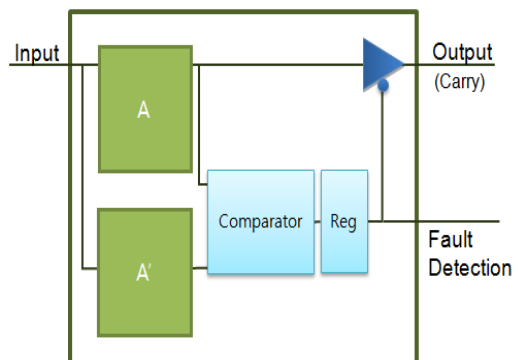 Input
Output
(Carry)
A
Comparator
Reg
Fault
Detection
A'